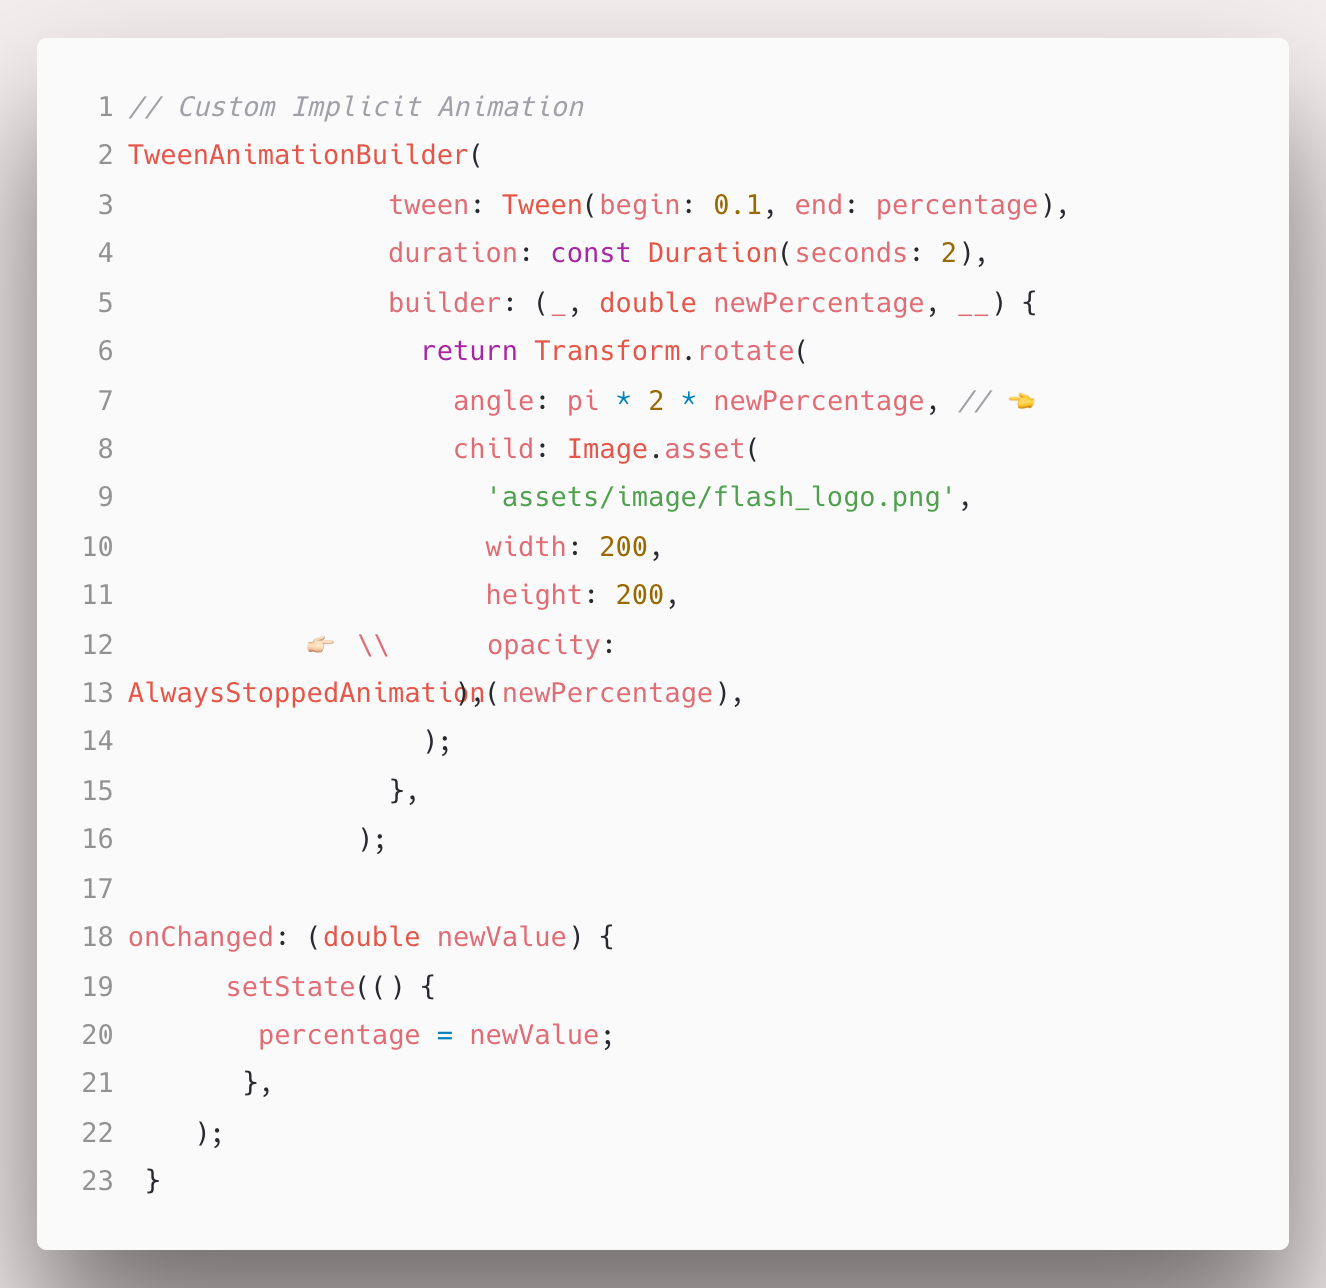 1 // Custom Implicit Animation
2 TweenAnimationBuilder(
3 tween: Tween(begin: 0.1, end: percentage),
4 duration: const Duration(seconds: 2),
5 builder: (_, double newPercentage, __) {
6 return Transform.rotate(
7 angle: pi * 2 * newPercentage, // 👈
8 child: Image.asset(
9 'assets/image/flash_logo.png',
10 width: 200,
11 height: 200,
12 👉🏻 \\ opacity:
13 AlwaysStoppedAnimation(newPercentage), ),
14 );
15 },
16 );
17
18 onChanged: (double newValue) {
19 setState(() {
20 percentage = newValue;
21 },
22 );
23 }